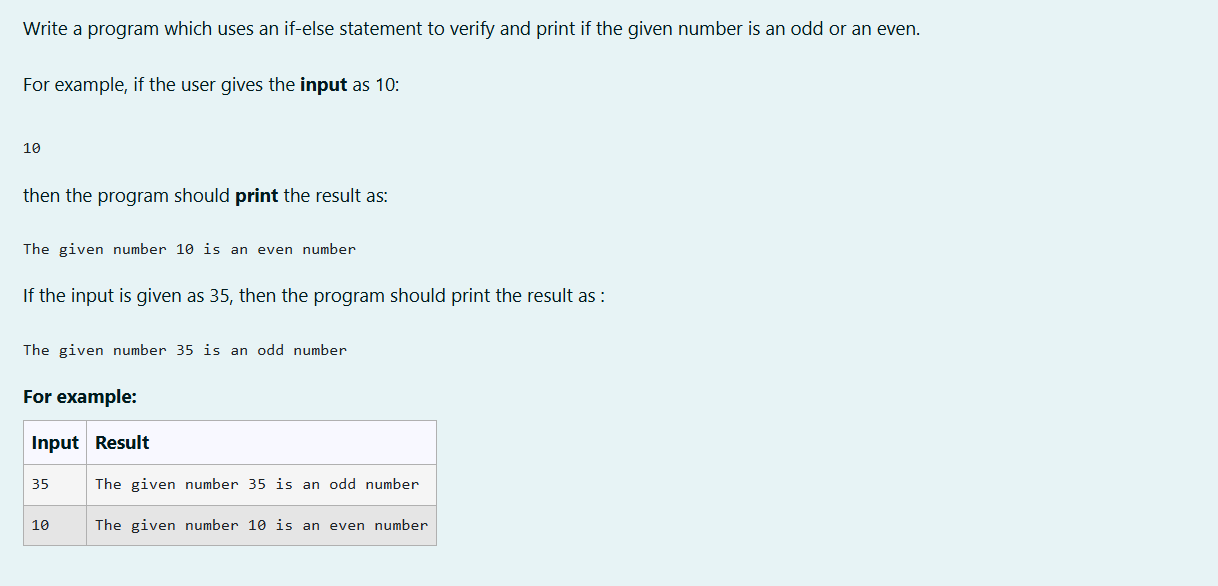 Write a program which uses an if-else statement to verify and print if the given number is an odd or an even.
For example, if the user gives the input as 10:
10
then the program should print the result as:
The given number 10 is an even number
If the input is given as 35, then the program should print the result as :
The given number 35 is an odd number
For example:
Input Result
35 The given number 35 is an odd number
10 The given number 10 is an even number